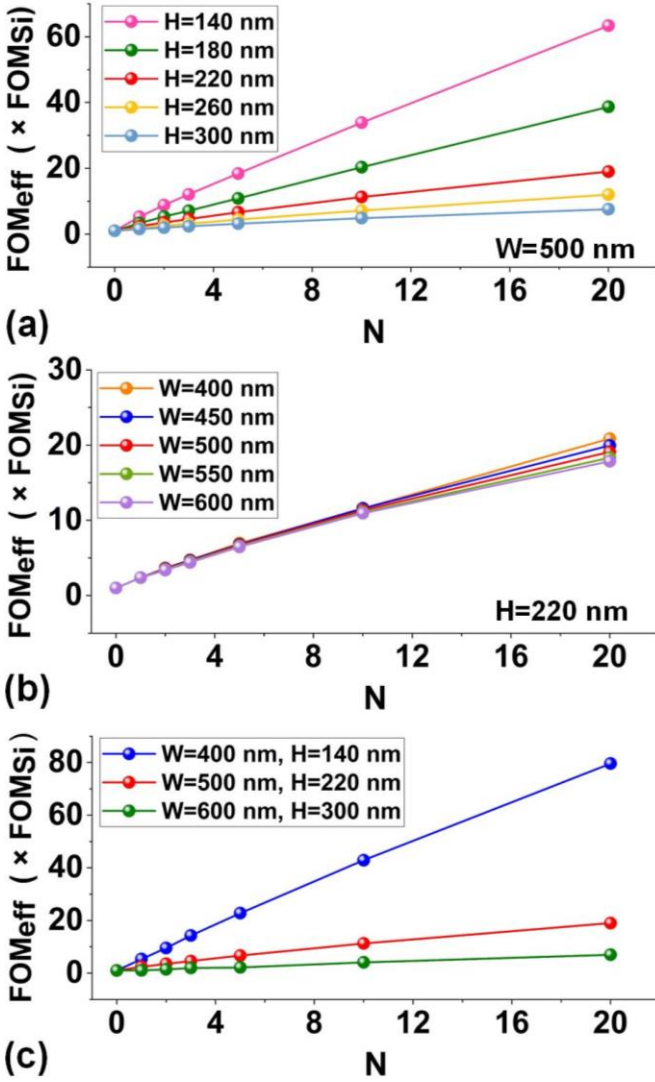 H=140 nm
H=180 nm
H=220 nm
H=260 nm
H=300 nm
FOMeff ( × FOMSi)
60
40
20
0
W=500 nm
0 4 8 12 16 20
(a)
N
W=400 nm
W=450 nm
W=500 nm
W=550 nm
W=600 nm
FOMeff ( × FOMSi)
30
20
10
0
H=220 nm
0 4 8 12 16 20
(b)
N
W=400 nm, H=140 nm
W=500 nm, H=220 nm
W=600 nm, H=300 nm
FOMeff ( × FOMSi)
80
60
40
20
0
0 4 8 12 16 20
(c)
N